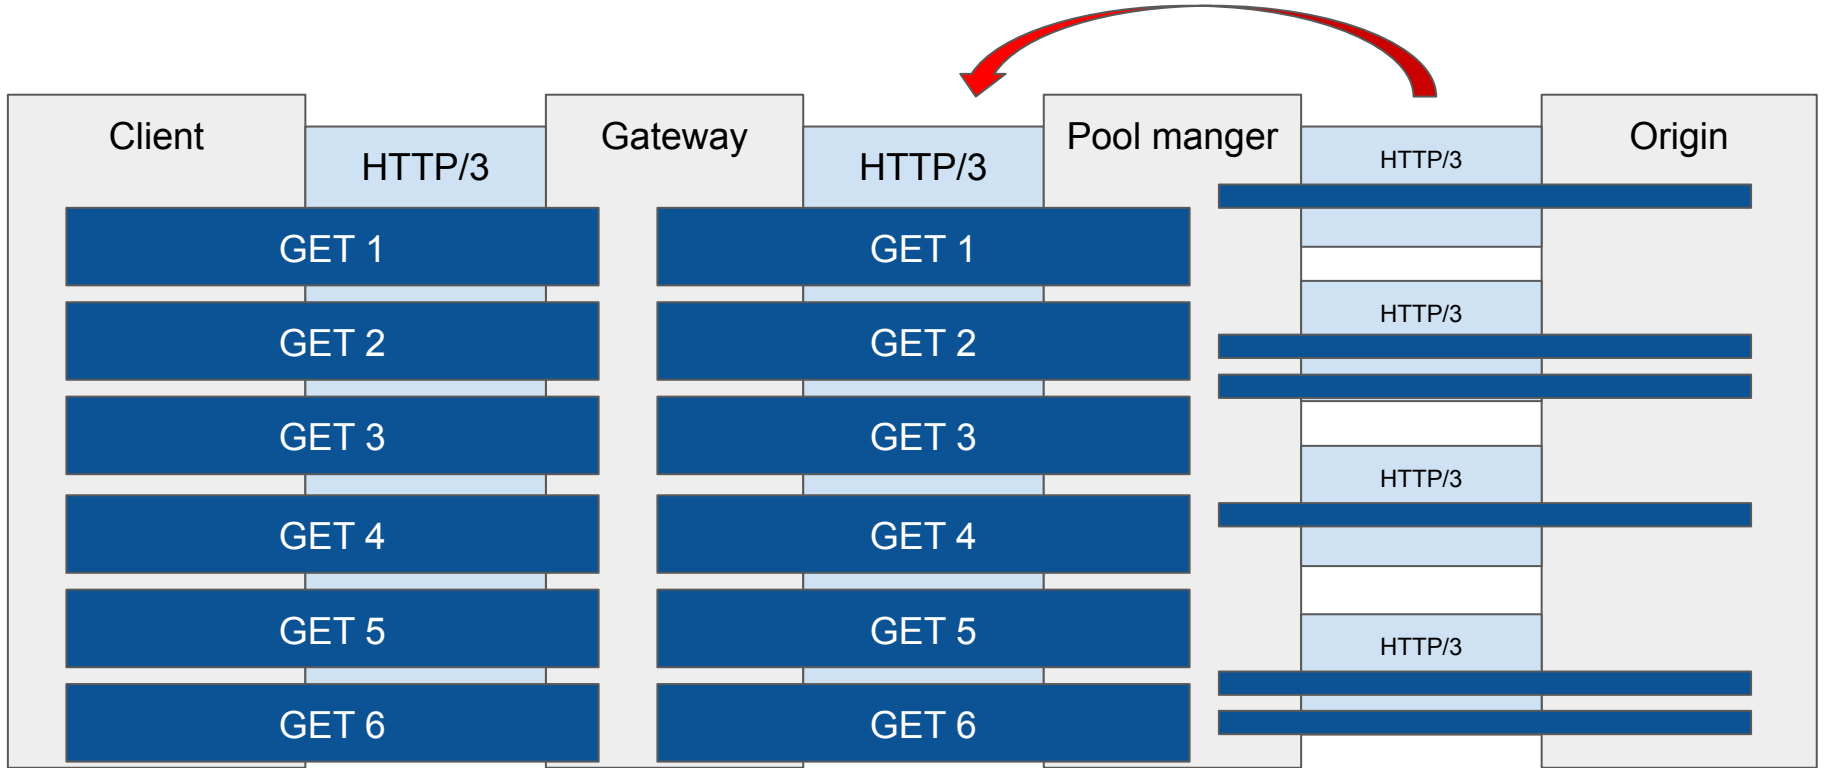 Client
HTTP/3
Gateway
HTTP/3
Pool manger
HTTP/3
Origin
GET 1
GET 1
GET 2
GET 2
HTTP/3
GET 3
GET 3
HTTP/3
GET 4
GET 4
GET 5
GET 5
HTTP/3
GET 6
GET 6